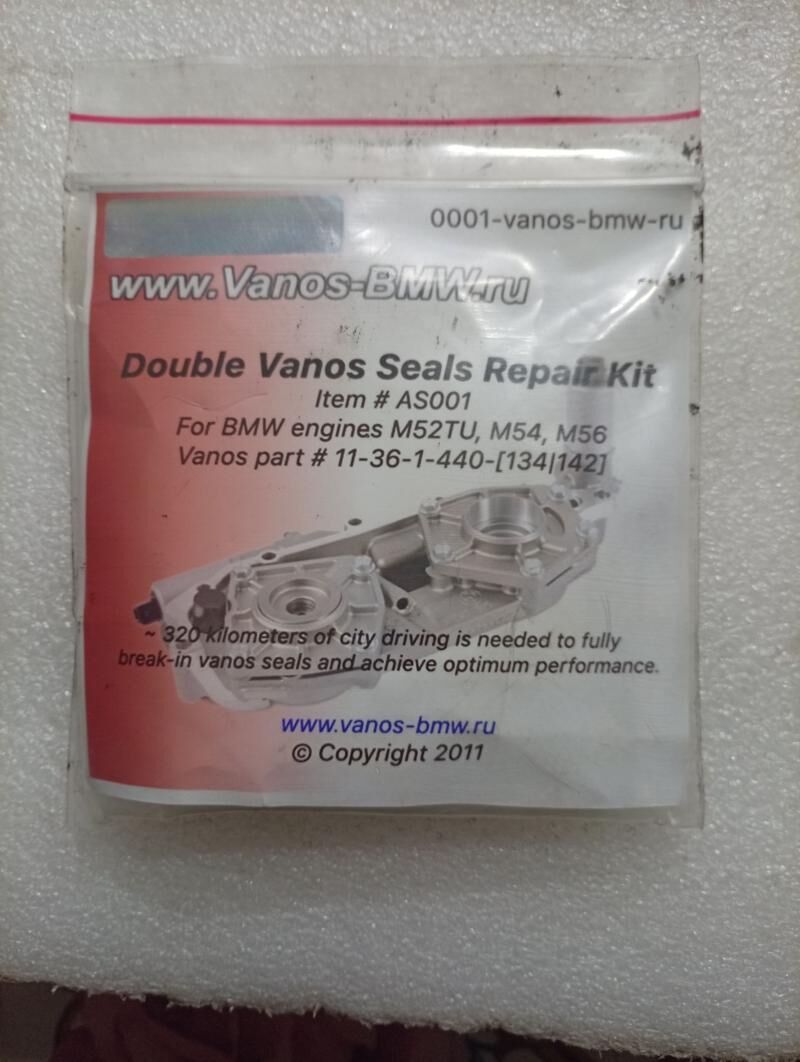 0001-vanos-bmw-ru
www.Vanos-BMW.ru
Double Vanos Seals Repair Kit
Item # AS001
For BMW engines M52TU, M54, M56
Vanos part # 11-36-1-440-[134|142]
~ 320 kilometers of city driving is needed to fully
break-in vanos seals and achieve optimum performance.
www.vanos-bmw.ru
© Copyright 2011